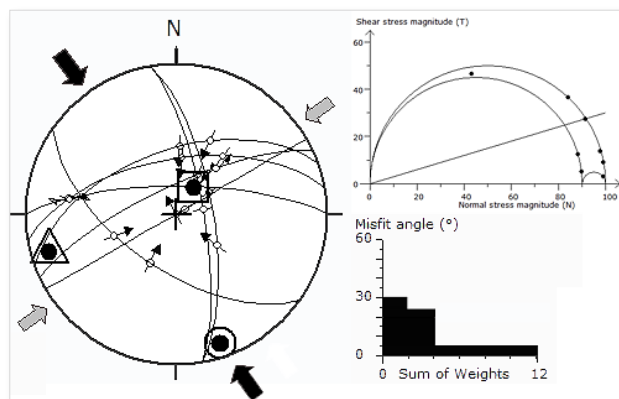 N
Shear stress magnitude (T)
60
40
20
0
0 20 40 60 80 100
Normal stress magnitude (N)
Misfit angle (°)
60
30
0
0 Sum of Weights 12